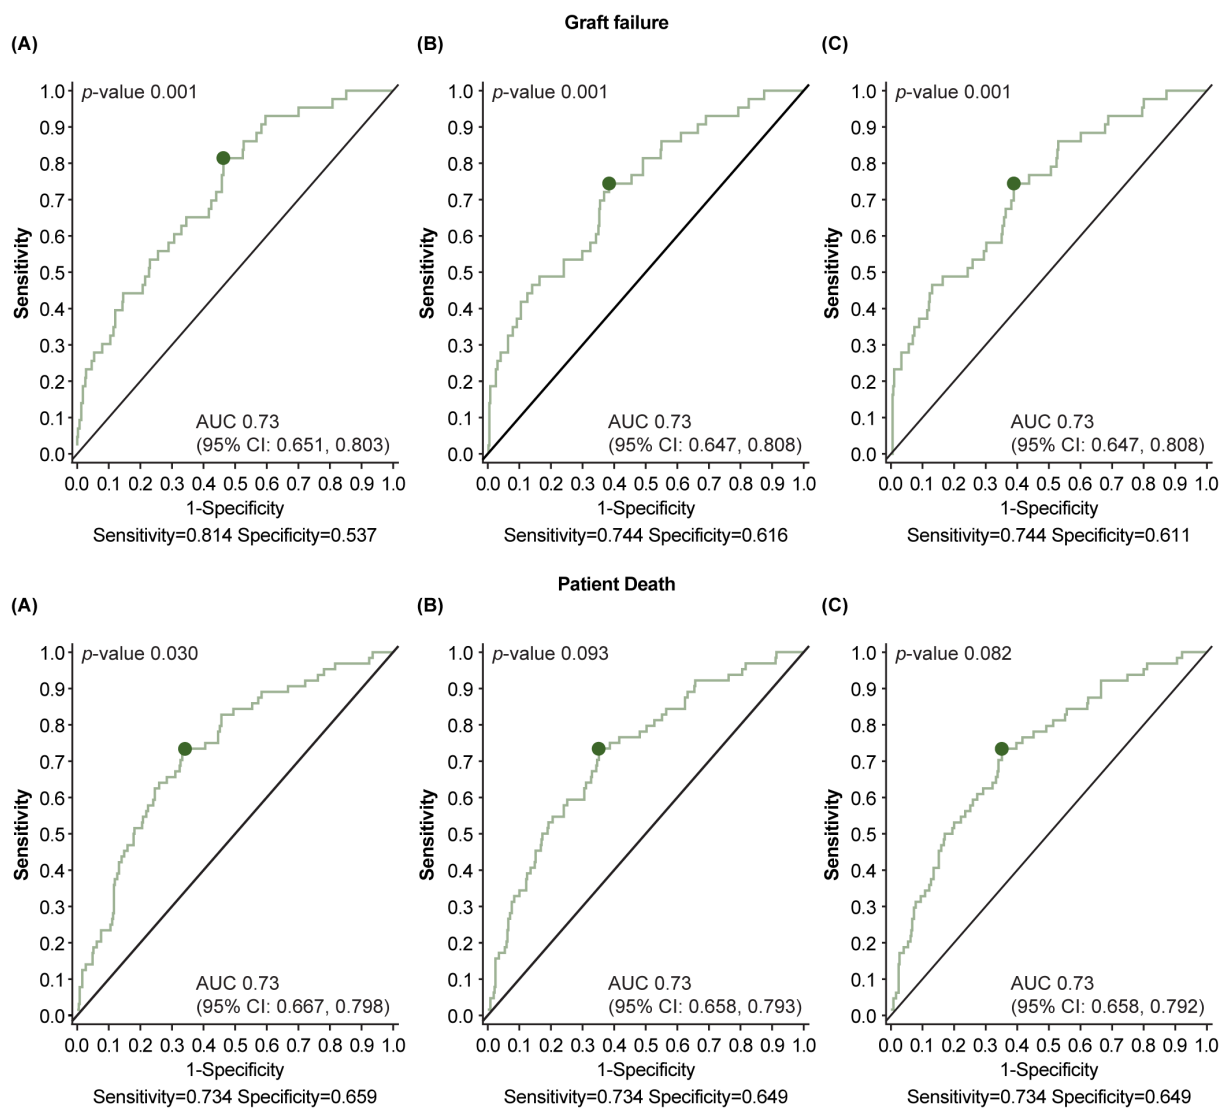 Graft failure
(A)
p-value 0.001
1.0
0.9
0.8
0.7
0.6
0.5
0.4
0.3
0.2
0.1
0.0
Sensitivity
AUC 0.73
(95% CI: 0.651, 0.803)
0.0 0.1 0.2 0.3 0.4 0.5 0.6 0.7 0.8 0.9 1.0
1-Specificity
Sensitivity=0.814 Specificity=0.537
(B)
p-value 0.001
1.0
0.9
0.8
0.7
0.6
0.5
0.4
0.3
0.2
0.1
0.0
Sensitivity
AUC 0.73
(95% CI: 0.647, 0.808)
0.0 0.1 0.2 0.3 0.4 0.5 0.6 0.7 0.8 0.9 1.0
1-Specificity
Sensitivity=0.744 Specificity=0.616
(C)
p-value 0.001
1.0
0.9
0.8
0.7
0.6
0.5
0.4
0.3
0.2
0.1
0.0
Sensitivity
AUC 0.73
(95% CI: 0.647, 0.808)
0.0 0.1 0.2 0.3 0.4 0.5 0.6 0.7 0.8 0.9 1.0
1-Specificity
Sensitivity=0.744 Specificity=0.611
Patient Death
(A)
p-value 0.030
1.0
0.9
0.8
0.7
0.6
0.5
0.4
0.3
0.2
0.1
0.0
Sensitivity
AUC 0.73
(95% CI: 0.667, 0.798)
0.0 0.1 0.2 0.3 0.4 0.5 0.6 0.7 0.8 0.9 1.0
1-Specificity
Sensitivity=0.734 Specificity=0.659
(B)
p-value 0.093
1.0
0.9
0.8
0.7
0.6
0.5
0.4
0.3
0.2
0.1
0.0
Sensitivity
AUC 0.73
(95% CI: 0.658, 0.793)
0.0 0.1 0.2 0.3 0.4 0.5 0.6 0.7 0.8 0.9 1.0
1-Specificity
Sensitivity=0.734 Specificity=0.649
(C)
p-value 0.082
1.0
0.9
0.8
0.7
0.6
0.5
0.4
0.3
0.2
0.1
0.0
Sensitivity
AUC 0.73
(95% CI: 0.658, 0.792)
0.0 0.1 0.2 0.3 0.4 0.5 0.6 0.7 0.8 0.9 1.0
1-Specificity
Sensitivity=0.734 Specificity=0.649